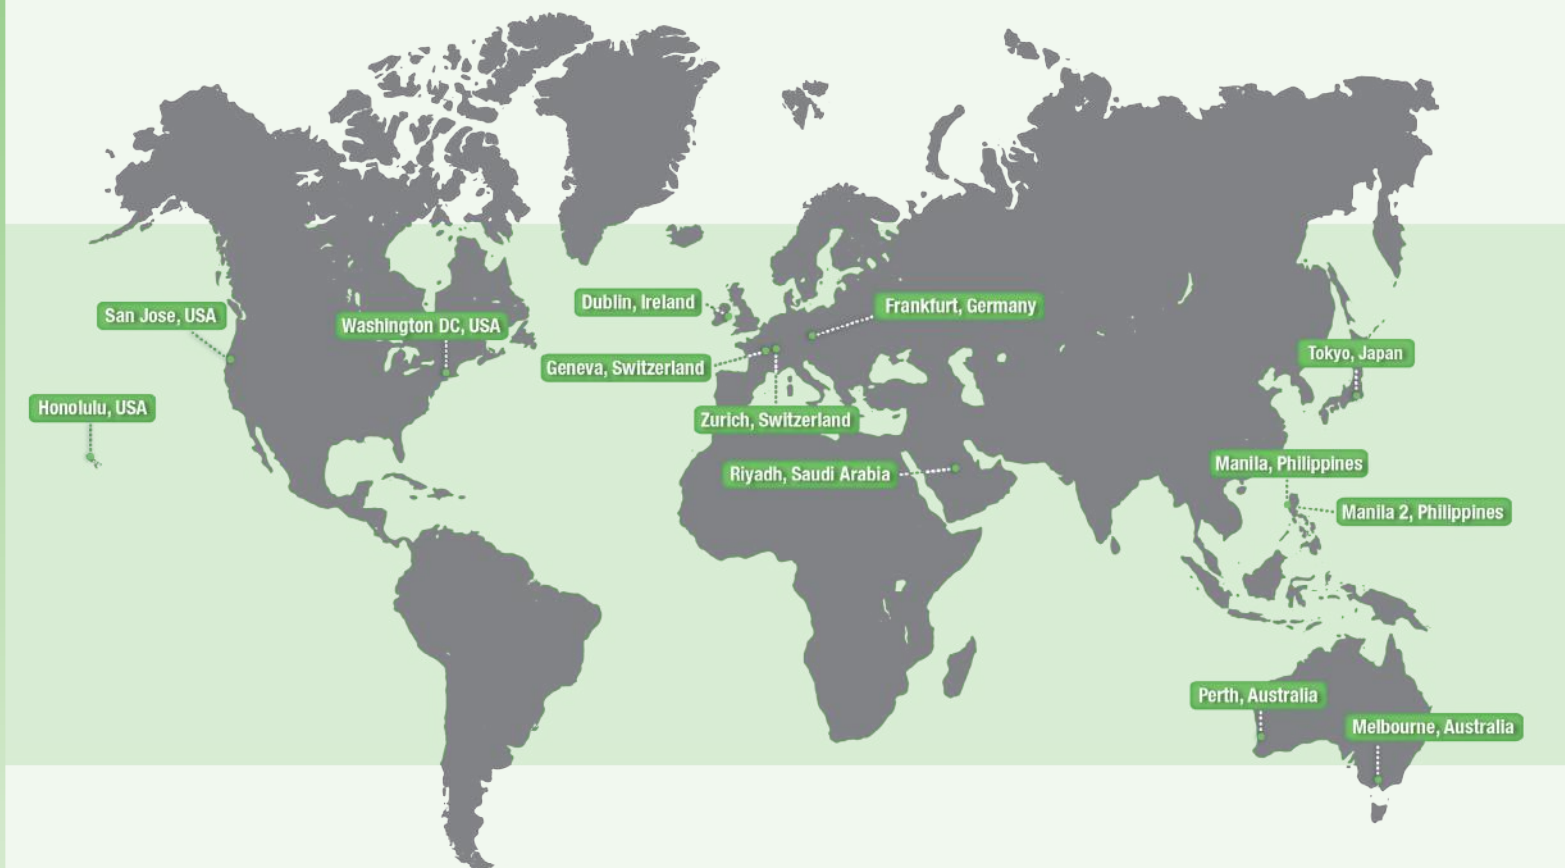 Dublin, Ireland
Frankfurt, Germany
San Jose, USA
Washington DC, USA
Geneva, Switzerland
Tokyo, Japan
Honolulu, USA
Zurich, Switzerland
Riyadh, Saudi Arabia
Manila, Philippines
Manila 2, Philippines
Perth, Australia
Melbourne, Australia